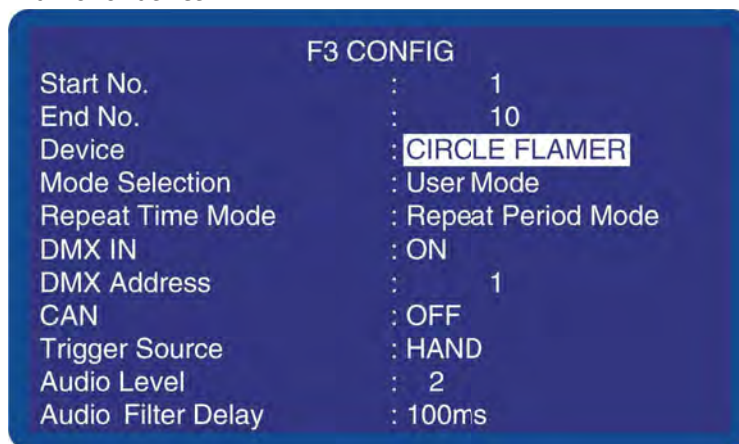 F3 CONFIG
Start No. : 1
End No. : 10
Device : CIRCLE FLAMER
Mode Selection : User Mode
Repeat Time Mode : Repeat Period Mode
DMX IN : ON
DMX Address : 1
CAN : OFF
Trigger Source : HAND
Audio Level : 2
Audio Filter Delay : 100ms